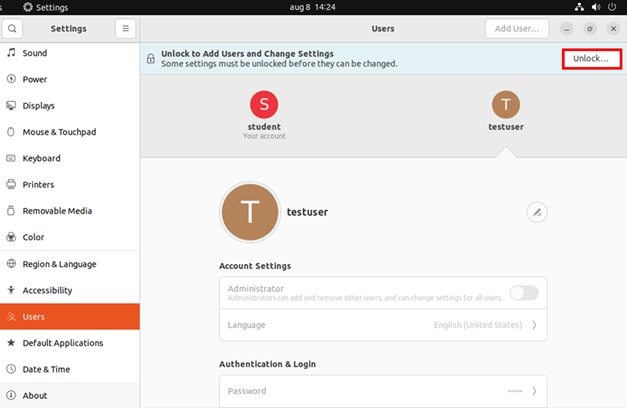 Settings
aug 8 14:24
Settings
Users
Add User...
Unlock to Add Users and Change Settings
Some settings must be unlocked before they can be changed.
Unlock...
Sound
Power
Displays
Mouse & Touchpad
Keyboard
Printers
Removable Media
Color
Region & Language
Accessibility
Users
Default Applications
Date & Time
About
S
student
Your account
T
testuser
T
testuser
Account Settings
Administrator
Administrators can add and remove other users, and can change settings for all users.
Language
English (United States)
Authentication & Login
Password
•••••